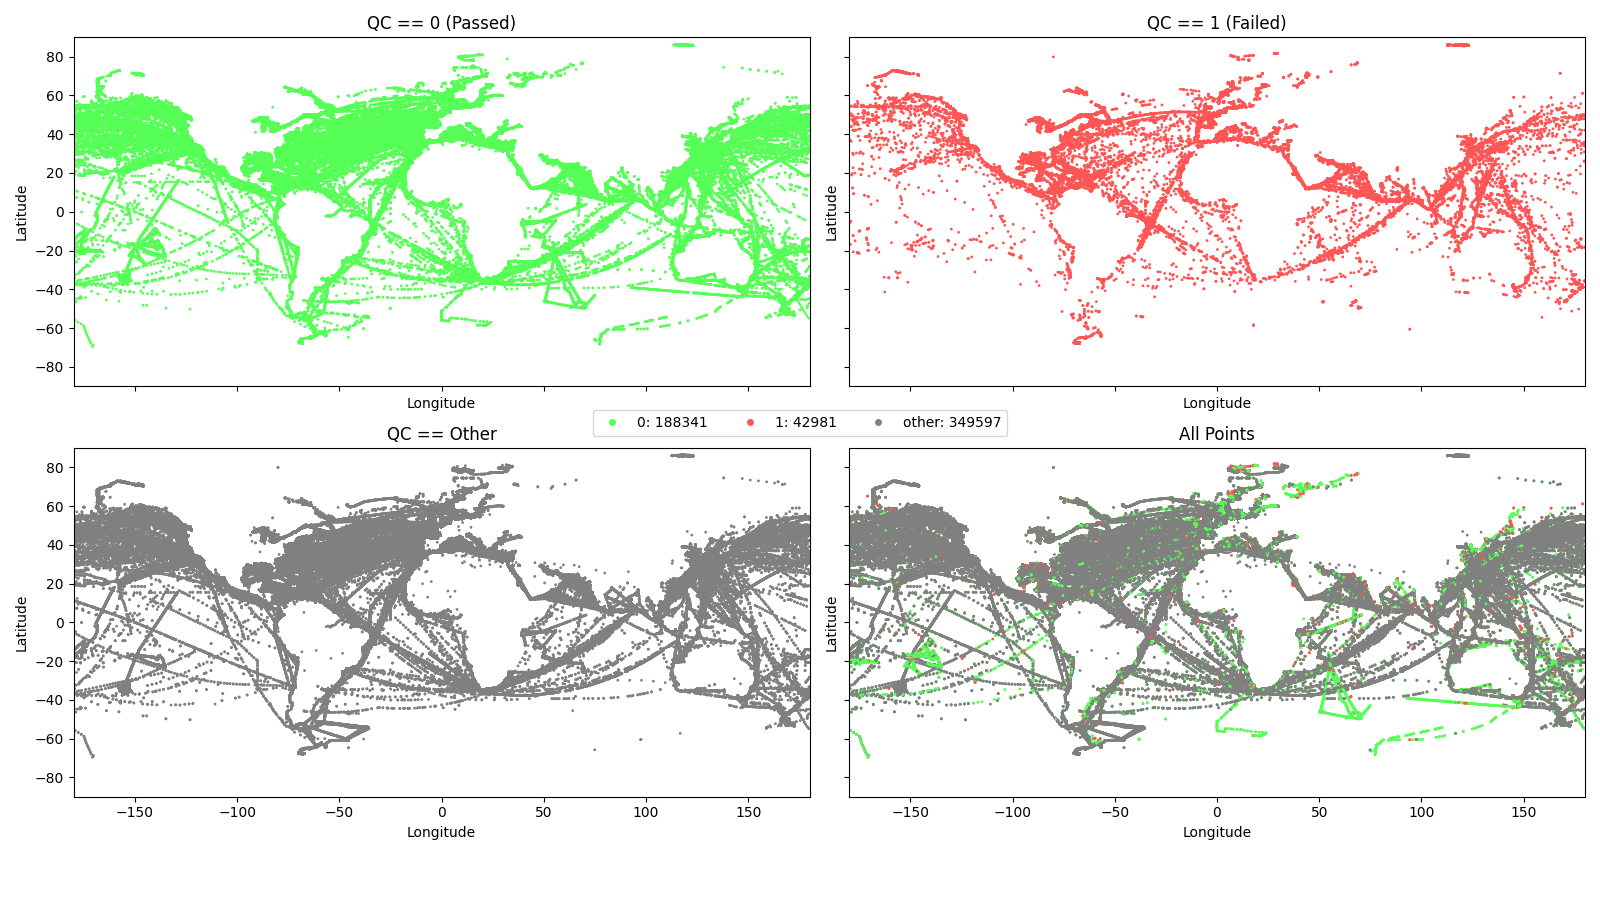 QC == 0 (Passed)
QC == 1 (Failed)
80
60
40
20
0
−20
−40
−60
−80
Latitude
Latitude
Longitude
Longitude
0: 188341
1: 42981
other: 349597
QC == Other
All Points
80
60
40
20
0
−20
−40
−60
−80
Latitude
Latitude
−150 −100 −50 0 50 100 150
−150 −100 −50 0 50 100 150
Longitude
Longitude